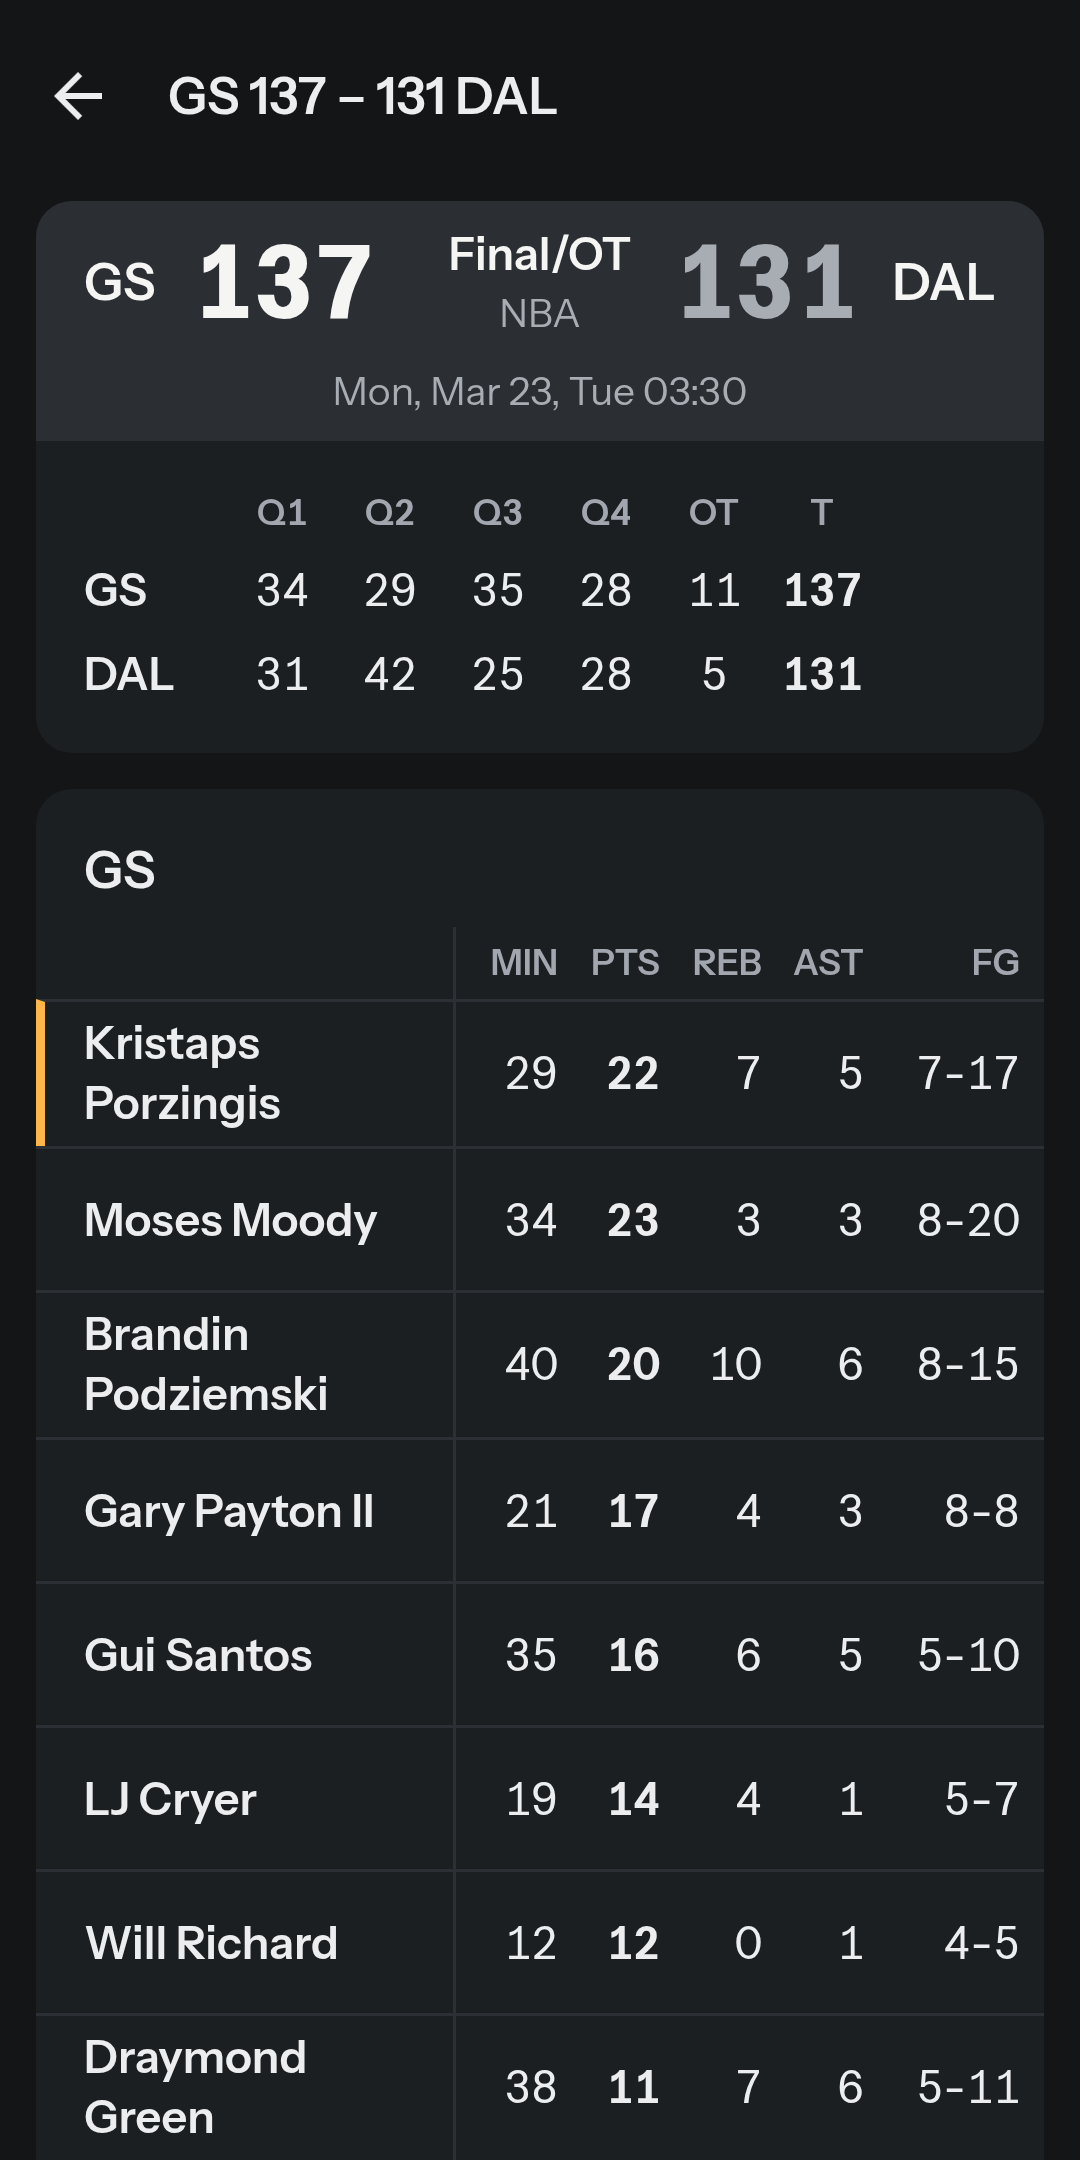 GS 137 – 131 DAL
GS 137 Final/OT 131 DAL
NBA
Mon, Mar 23, Tue 03:30
Q1 Q2 Q3 Q4 OT T
GS 34 29 35 28 11 137
DAL 31 42 25 28 5 131
GS
MIN PTS REB AST FG
Kristaps
Porzingis 29 22 7 5 7-17
Moses Moody 34 23 3 3 8-20
Brandin
Podziemski 40 20 10 6 8-15
Gary Payton II 21 17 4 3 8-8
Gui Santos 35 16 6 5 5-10
LJ Cryer 19 14 4 1 5-7
Will Richard 12 12 0 1 4-5
Draymond
Green 38 11 7 6 5-11